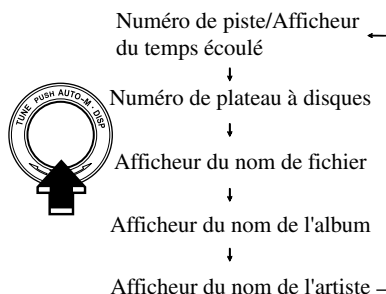 Numéro de piste/Afficheur
du temps écoulé
Numéro de plateau à disques
TUNE PUSH AUTO-M · DISP
Afficheur du nom de fichier
Afficheur du nom de l'album
Afficheur du nom de l'artiste